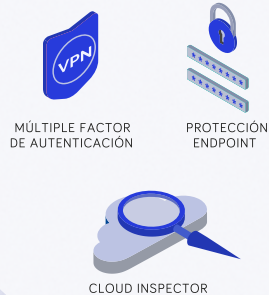 VPN
MÚLTIPLE FACTOR
DE AUTENTICACIÓN
PROTECCIÓN
ENDPOINT
CLOUD INSPECTOR